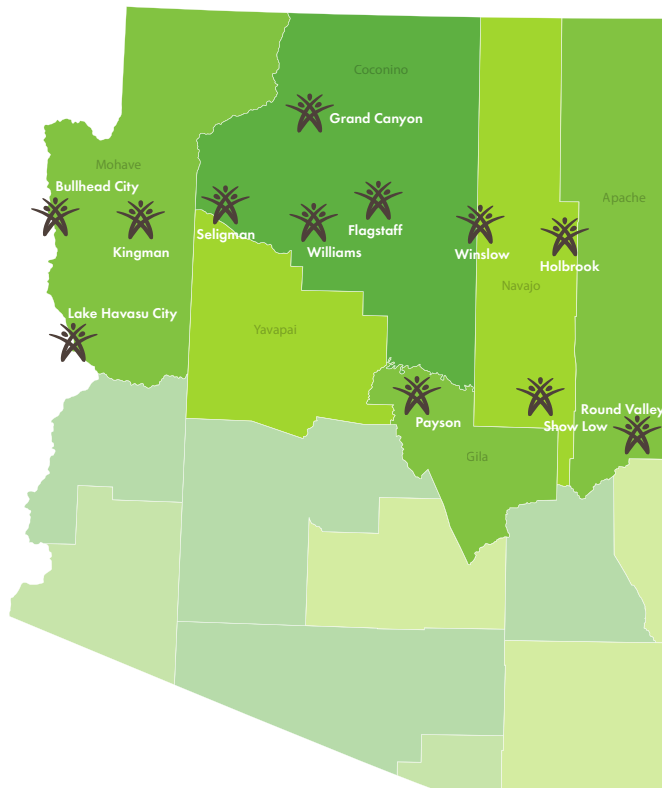 Coconino
Grand Canyon
Mohave
Bullhead City
Apache
Kingman
Seligman
Williams
Flagstaff
Winslow
Holbrook
Navajo
Lake Havasu City
Yavapai
Payson
Round Valley
Show Low
Gila